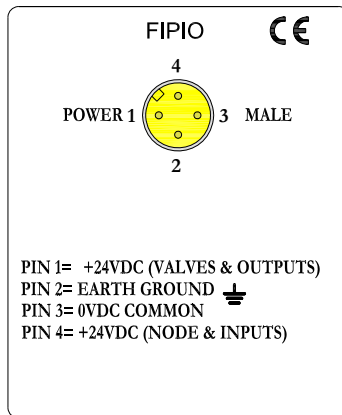 FIPIO CE
4
POWER 1 3 MALE
2
PIN 1= +24VDC (VALVES & OUTPUTS)
PIN 2= EARTH GROUND
PIN 3= 0VDC COMMON
PIN 4= +24VDC (NODE & INPUTS)